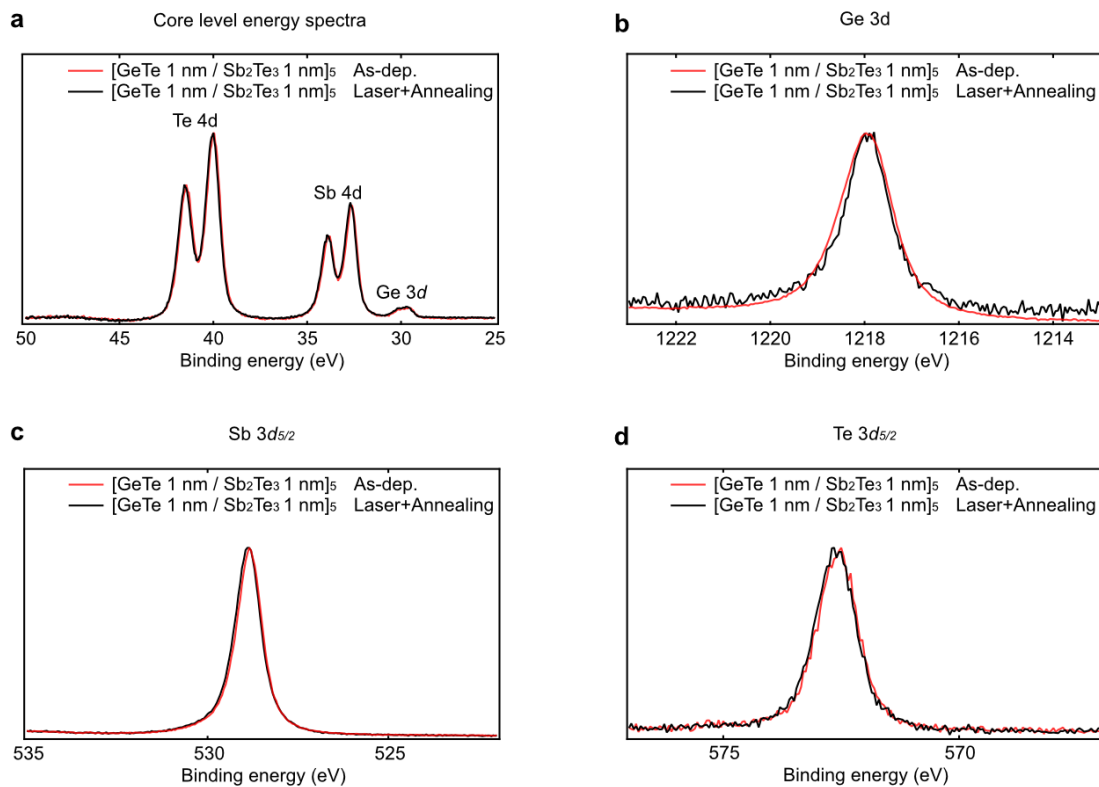 a Core level energy spectra
[GeTe 1 nm / Sb₂Te₃ 1 nm]₅ As-dep.
[GeTe 1 nm / Sb₂Te₃ 1 nm]₅ Laser+Annealing
Te 4d
Sb 4d
Ge 3d
50 45 40 35 30 25
Binding energy (eV)
b Ge 3d
[GeTe 1 nm / Sb₂Te₃ 1 nm]₅ As-dep.
[GeTe 1 nm / Sb₂Te₃ 1 nm]₅ Laser+Annealing
1222 1220 1218 1216 1214
Binding energy (eV)
c Sb 3d5/2
[GeTe 1 nm / Sb₂Te₃ 1 nm]₅ As-dep.
[GeTe 1 nm / Sb₂Te₃ 1 nm]₅ Laser+Annealing
535 530 525
Binding energy (eV)
d Te 3d5/2
[GeTe 1 nm / Sb₂Te₃ 1 nm]₅ As-dep.
[GeTe 1 nm / Sb₂Te₃ 1 nm]₅ Laser+Annealing
575 570
Binding energy (eV)